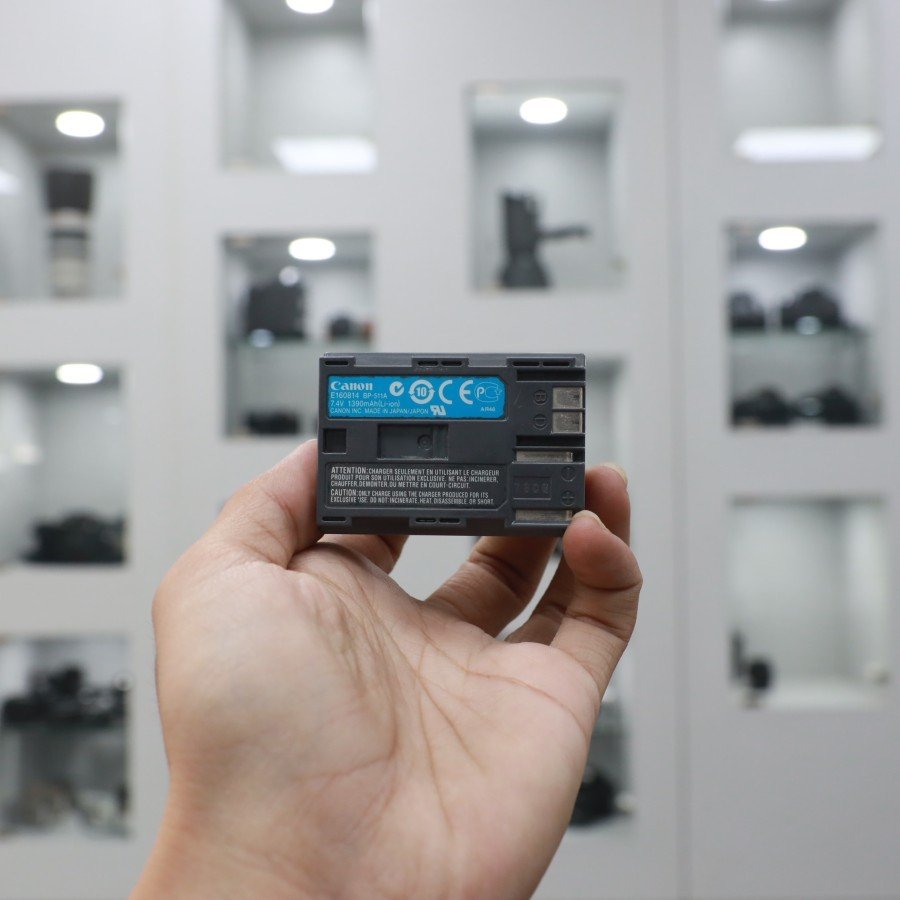 Canon
E160814 BP-511A
7.4V 1390mAh(Li-ion)
CANON INC. MADE IN JAPAN/JAPON
10
CE
ATTENTION:CHARGER SEULEMENT EN UTILISANT LE CHARGEUR
PRODUIT POUR SON UTILISATION EXCLUSIVE. NE PAS:INCINERER,
CHAUFFER,DEMONTER,OU METTRE EN COURT-CIRCUIT.
CAUTION:ONLY CHARGE USING THE CHARGER PRODUCED FOR ITS
EXCLUSIVE USE. DO NOT:INCINERATE,HEAT,DISASSEMBLE,OR SHORT
B
D
- 
+